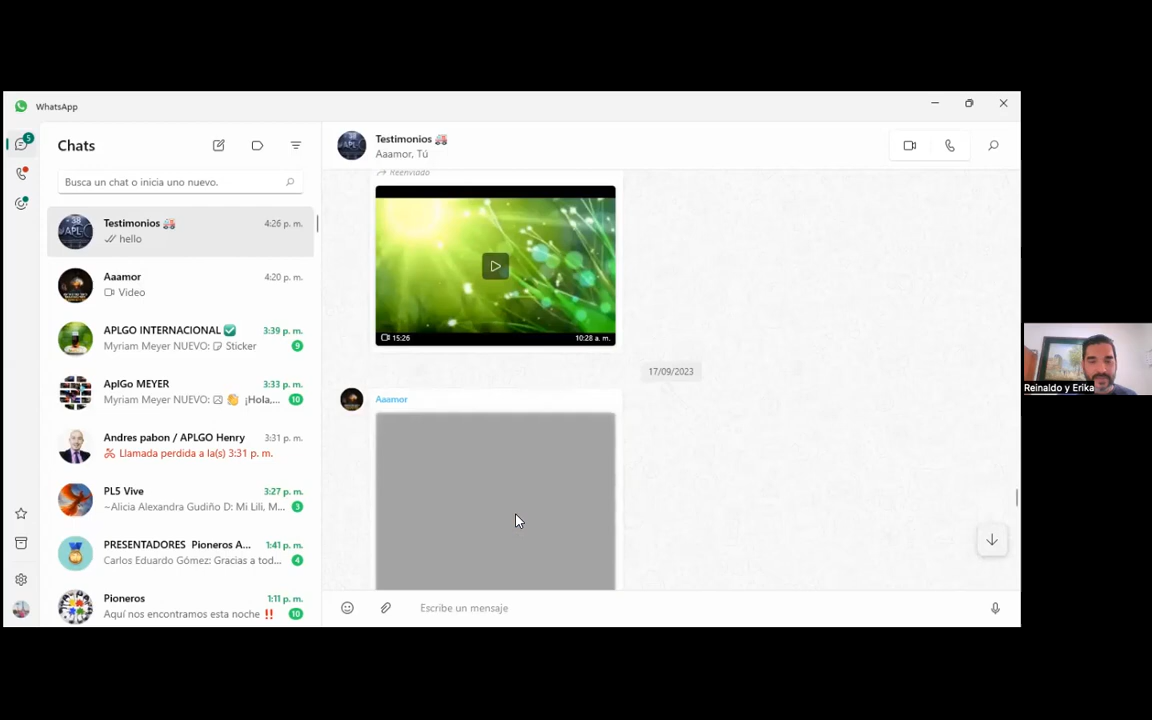 WhatsApp
5
Chats
Busca un chat o inicia uno nuevo.
Testimonios 🚑 4:26 p. m.
hello
Aaamor 4:20 p. m.
Video
APLGO INTERNACIONAL ✅ 3:39 p. m.
Myriam Meyer NUEVO: Sticker 9
AplGo MEYER 3:33 p. m.
Myriam Meyer NUEVO: 👋 ¡Hola,... 10
Andres pabon / APLGO Henry 3:31 p. m.
Llamada perdida a la(s) 3:31 p. m.
PL5 Vive 3:27 p. m.
~Alicia Alexandra Gudiño D: Mi Lili, M... 3
PRESENTADORES Pioneros A... 1:41 p. m.
Carlos Eduardo Gómez: Gracias a tod... 4
Pioneros 1:11 p. m.
Aquí nos encontramos esta noche ‼️ 10
Testimonios 🚑
Aaamor, Tú
Reenviado
15:26 10:28 a. m.
17/09/2023
Aaamor
Escribe un mensaje
Reinaldo y Erika